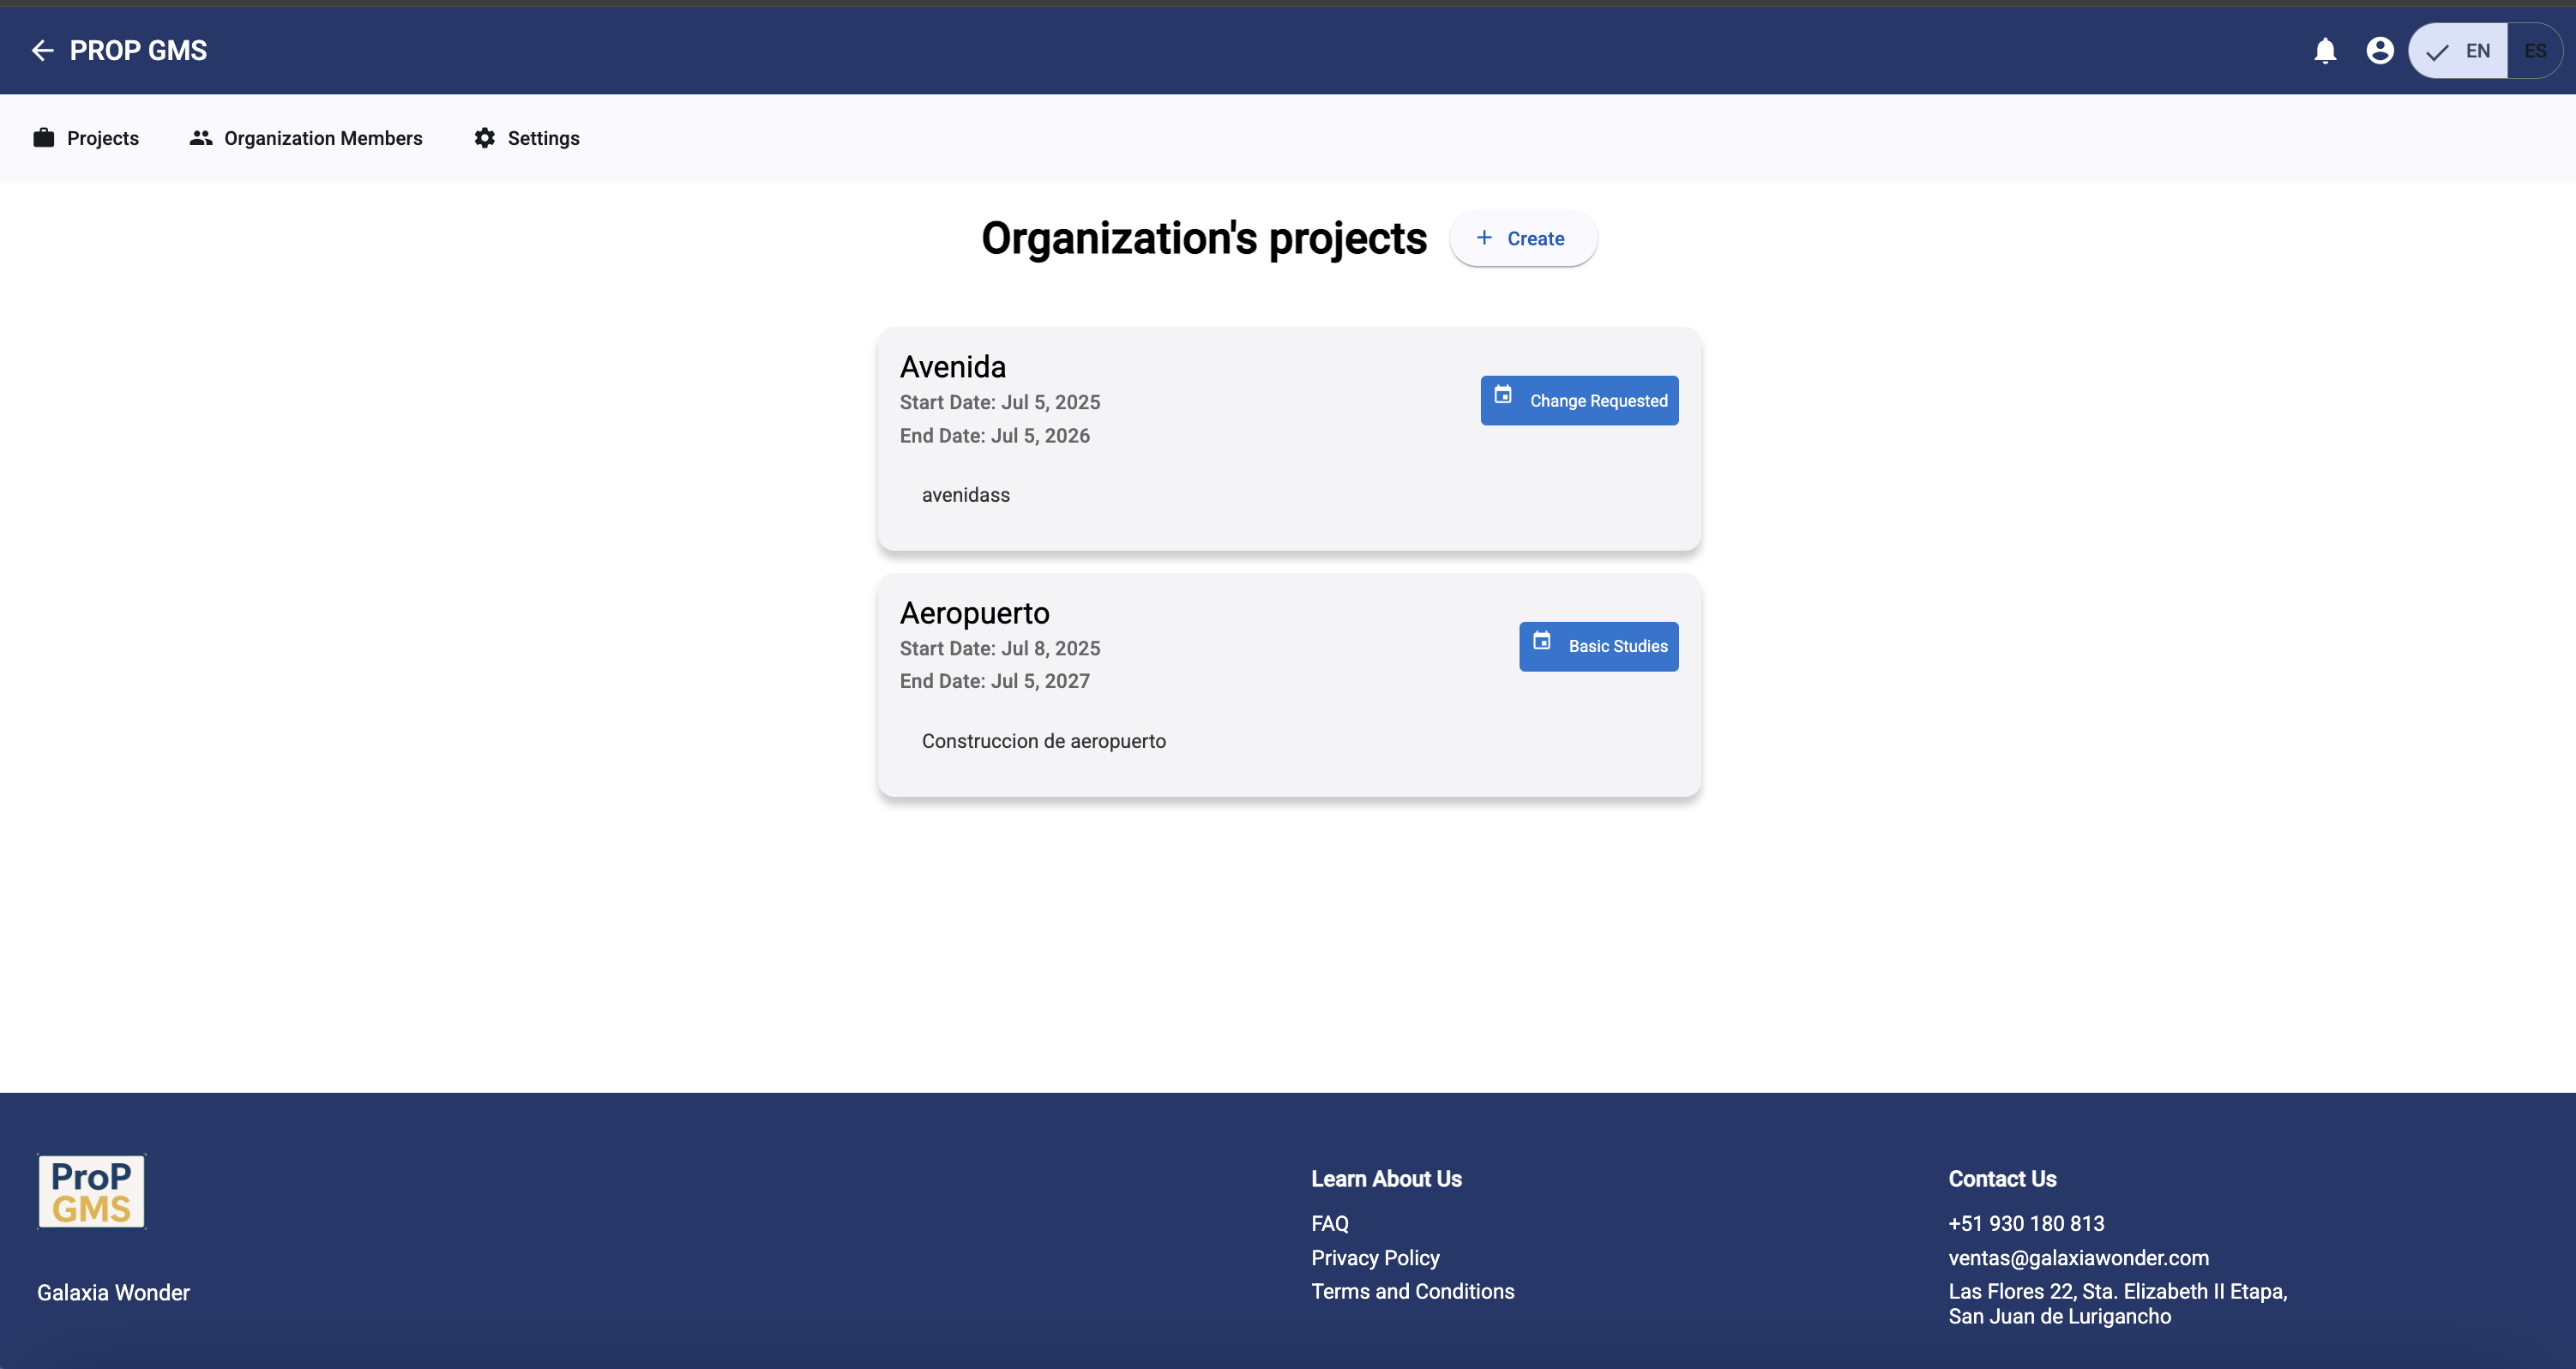 PROP GMS
EN
ES
Projects
Organization Members
Settings
Organization's projects
Create
Avenida
Start Date: Jul 5, 2025
End Date: Jul 5, 2026
Change Requested
avenidass
Aeropuerto
Start Date: Jul 8, 2025
End Date: Jul 5, 2027
Basic Studies
Construccion de aeropuerto
ProP
GMS
Galaxia Wonder
Learn About Us
FAQ
Privacy Policy
Terms and Conditions
Contact Us
+51 930 180 813
ventas@galaxiawonder.com
Las Flores 22, Sta. Elizabeth II Etapa,
San Juan de Lurigancho